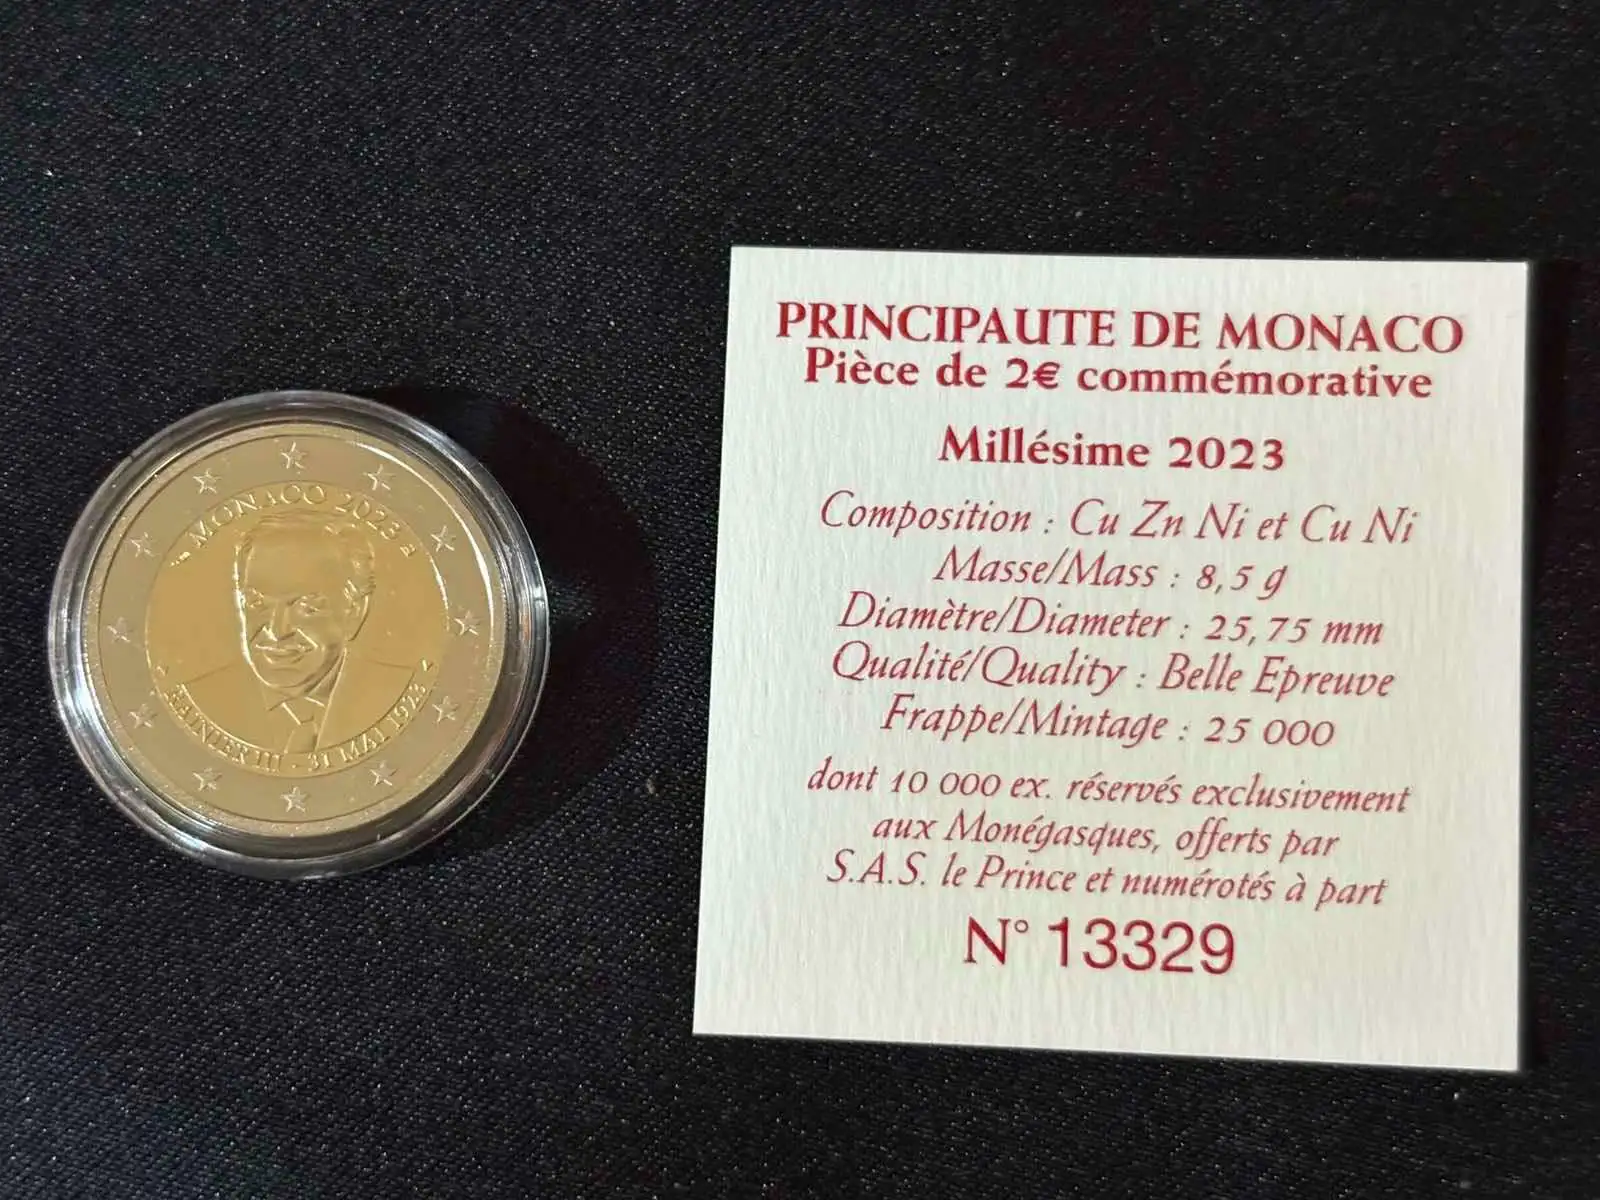 MONACO 2023
RAINIER III - 31 MAI 1923
PRINCIPAUTE DE MONACO
Pièce de 2€ commémorative
Millésime 2023
Composition : Cu Zn Ni et Cu Ni
Masse/Mass : 8,5 g
Diamètre/Diameter : 25,75 mm
Qualité/Quality : Belle Epreuve
Frappe/Mintage : 25 000
dont 10 000 ex. réservés exclusivement
aux Monégasques, offerts par
S.A.S. le Prince et numérotés à part
N° 13329